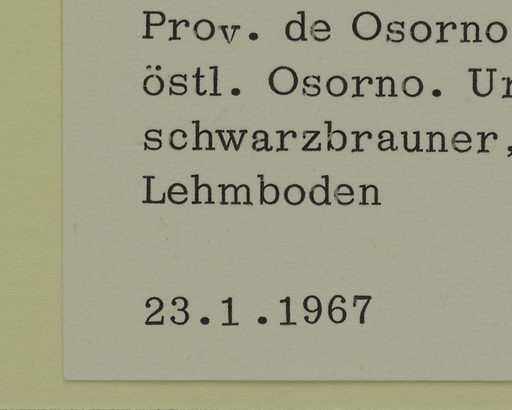 Prov. de Osorno
östl. Osorno.
schwarzbrauner,
Lehmboden
23.1.1967